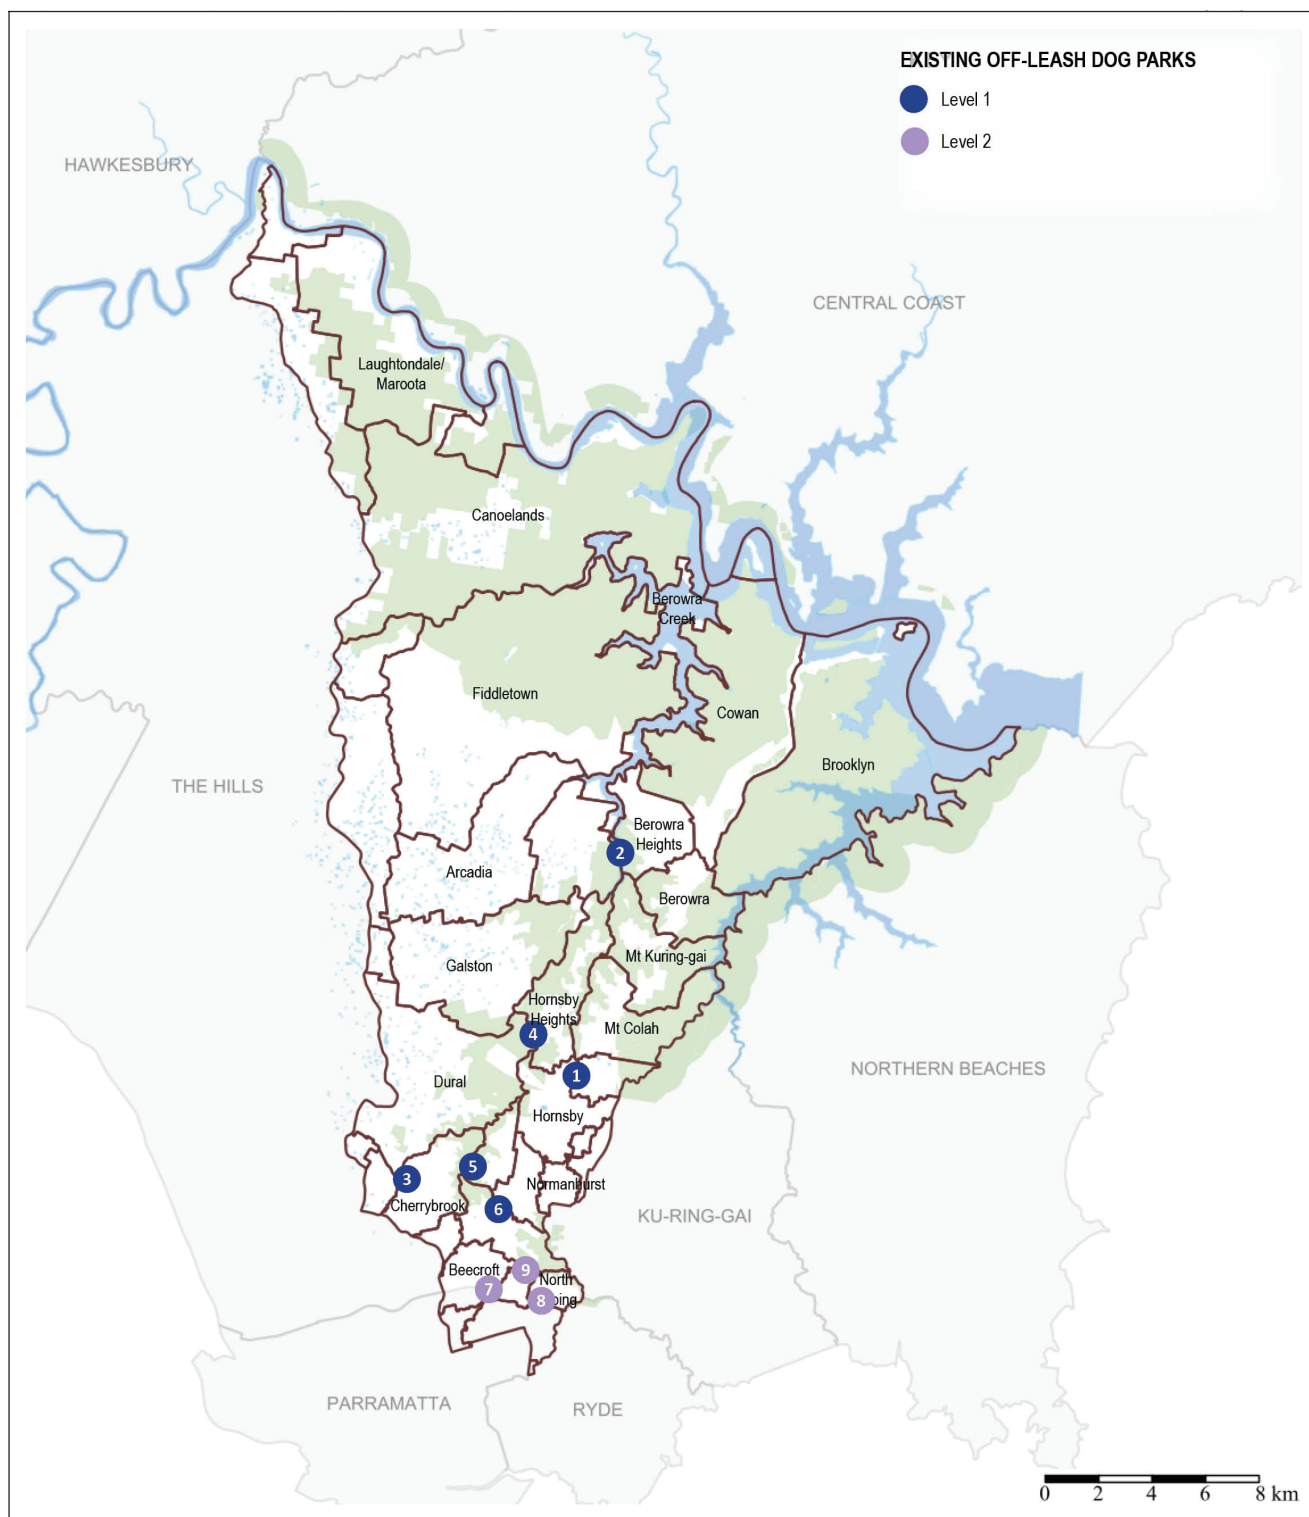 EXISTING OFF-LEASH DOG PARKS
Level 1
Level 2
HAWKESBURY
CENTRAL COAST
Laughtondale/
Maroota
Canoelands
Berowra
Creek
Fiddletown
Cowan
Brooklyn
THE HILLS
Berowra
Heights
2
Arcadia
Berowra
Galston
Mt Kuring-gai
Hornsby
Heights
4
Mt Colah
NORTHERN BEACHES
1
Dural
Hornsby
5
3
Normanhurst
Cherrybrook
6
KU-RING-GAI
Beecroft
9
North
7
8
ping
PARRAMATTA
RYDE
0 2 4 6 8 km